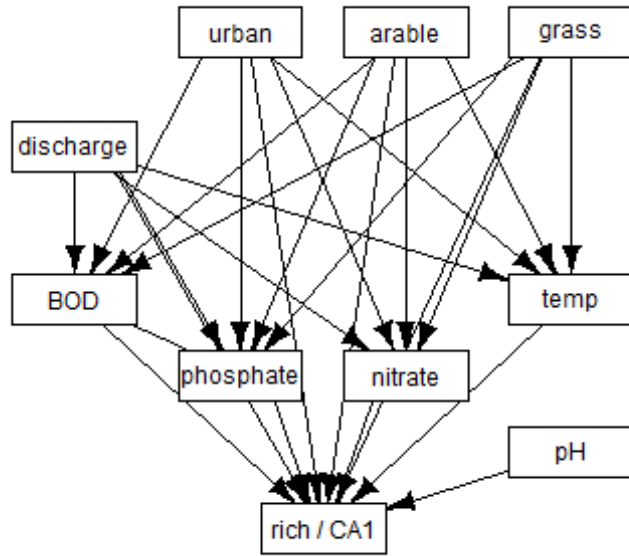 urban
arable
grass
discharge
BOD
temp
phosphate
nitrate
pH
rich / CA1